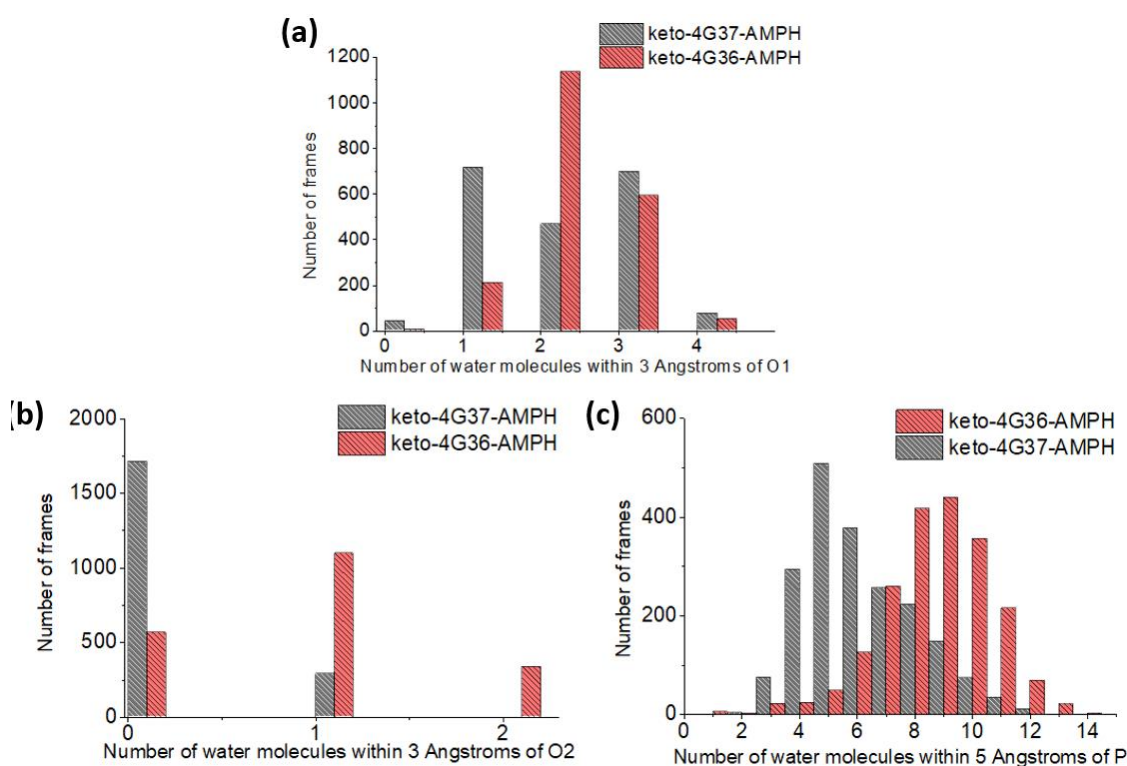 (a)
keto-4G37-AMPH
keto-4G36-AMPH
Number of frames
1200
1000
800
600
400
200
0
0 1 2 3 4
Number of water molecules within 3 Angstroms of O1
(b)
keto-4G37-AMPH
keto-4G36-AMPH
Number of frames
2000
1500
1000
500
0
0 1 2
Number of water molecules within 3 Angstroms of O2
(c)
keto-4G36-AMPH
keto-4G37-AMPH
Number of frames
600
400
200
0
0 2 4 6 8 10 12 14
Number of water molecules within 5 Angstroms of P